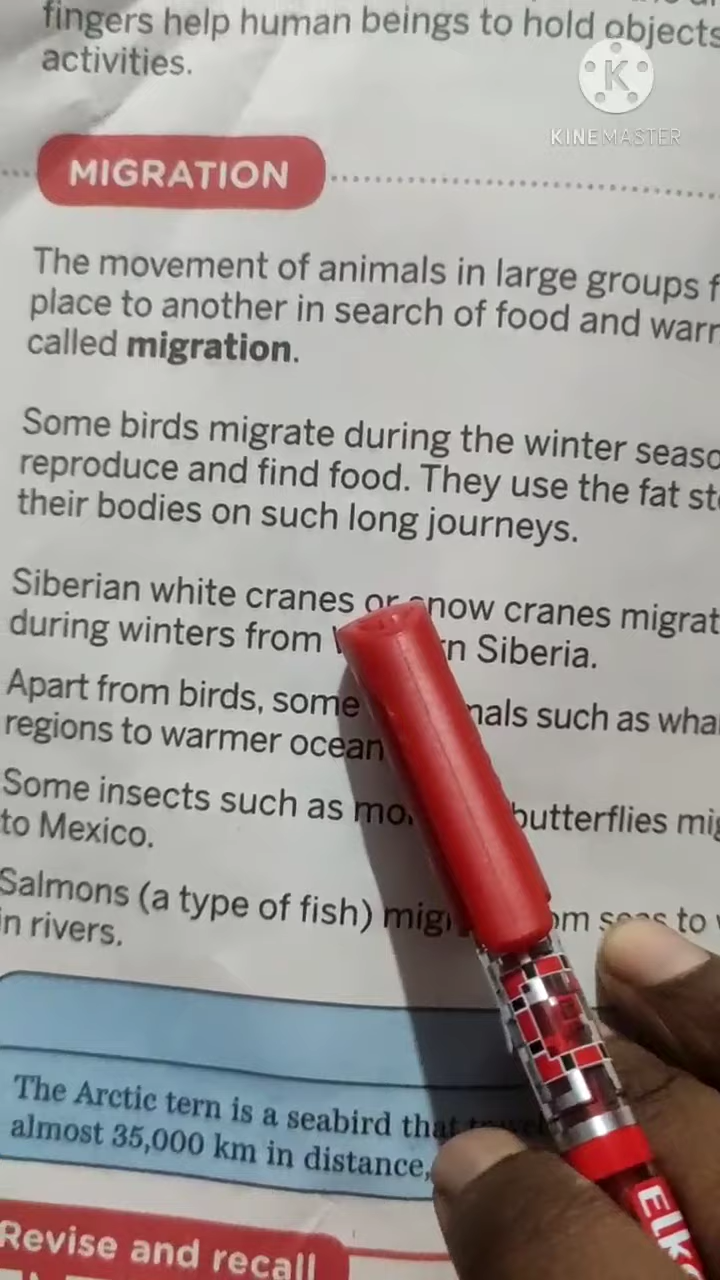 fingers help human beings to hold objects
activities.
K
KINEMASTER
MIGRATION
The movement of animals in large groups
place to another in search of food and
called migration.
Some birds migrate during the winter
reproduce and find food. They use the fat
their bodies on such long journeys.
Siberian white cranes or snow cranes
during winters from Siberia.
Apart from birds, some such as
regions to warmer ocean
Some insects such as butterflies
to Mexico.
Salmons (a type of fish) seas to
in rivers.
The Arctic tern is a seabird that
almost 35,000 km in distance,
Revise and recall